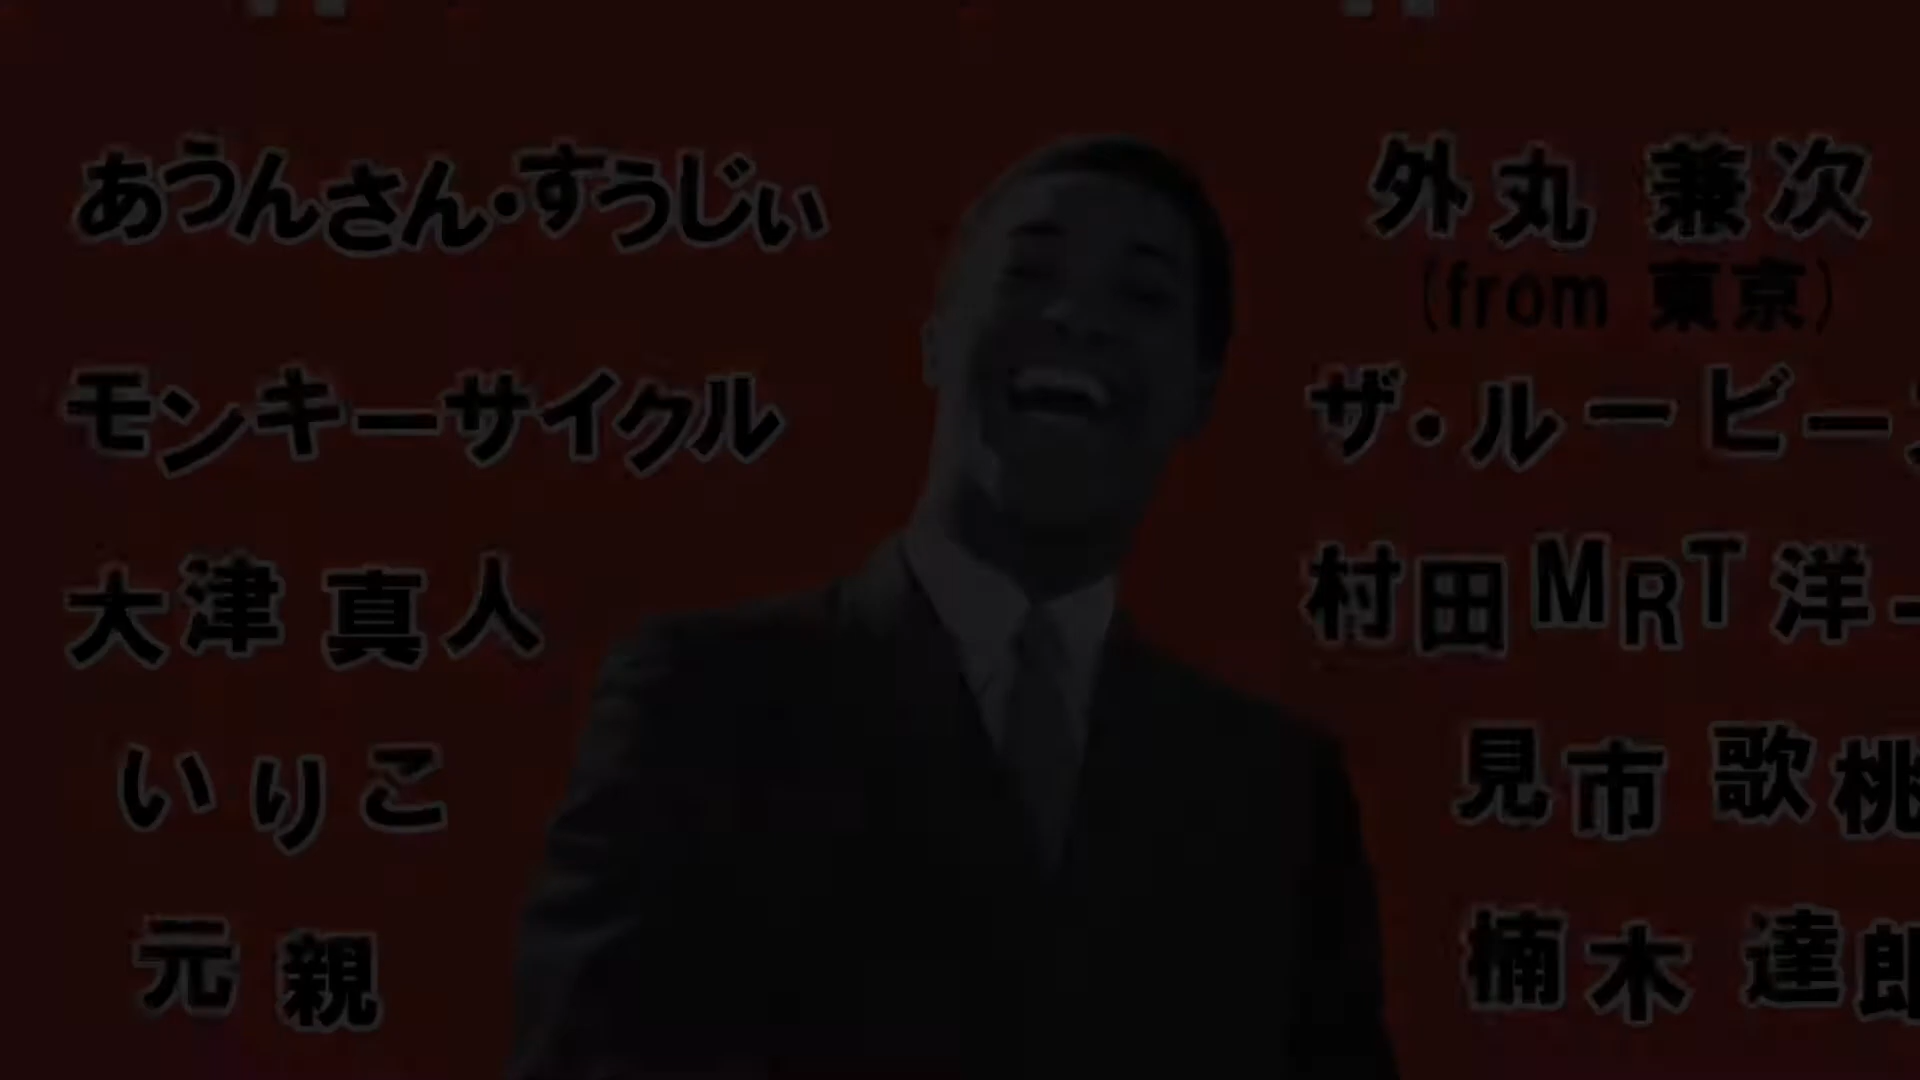 あうんさん・すうじぃ
モンキーサイクル
大津 真人
いりこ
元親
外丸 兼次
(from 東京)
ザ・ルービー
村田MRT洋
見市 歌桃
楠木 達郎